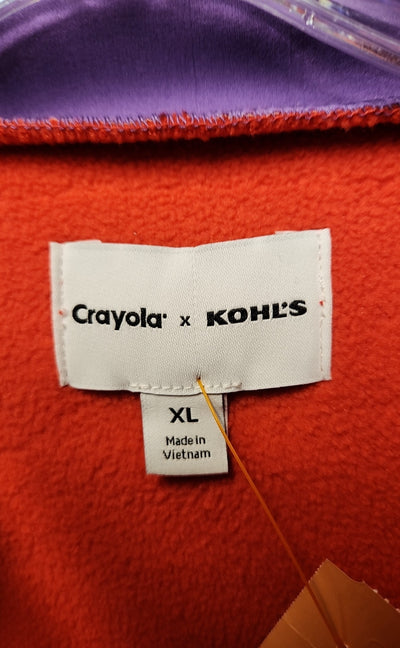 Crayola x KOHL'S
XL
Made in
Vietnam